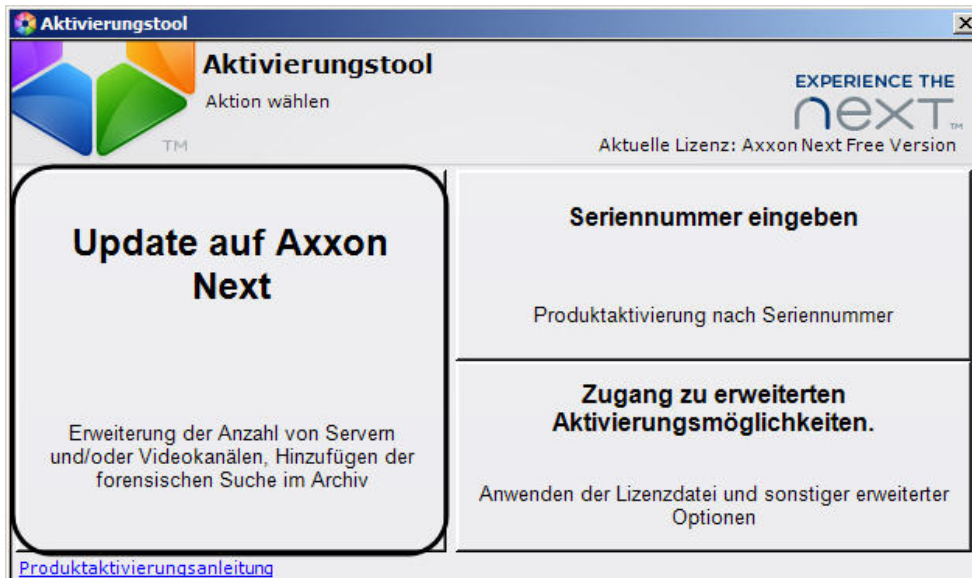 Aktivierungstool
Aktivierungstool
Aktion wählen
TM
EXPERIENCE THE
next TM
Aktuelle Lizenz: Axxon Next Free Version
Update auf Axxon
Next
Erweiterung der Anzahl von Servern
und/oder Videokanälen, Hinzufügen der
forensischen Suche im Archiv
Seriennummer eingeben
Produktaktivierung nach Seriennummer
Zugang zu erweiterten
Aktivierungsmöglichkeiten.
Anwenden der Lizenzdatei und sonstiger erweiterter
Optionen
Produktaktivierungsanleitung